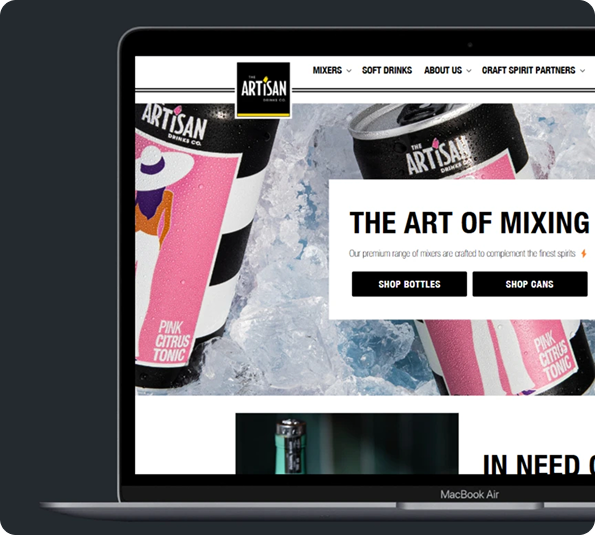 THE
ARTISAN
DRINKS CO.
MIXERS
SOFT DRINKS
ABOUT US
CRAFT SPIRIT PARTNERS
ARTISAN
DRINKS CO.
THE
ARTISAN
DRINKS CO.
THE ART OF MIXING
Our premium range of mixers are crafted to complement the finest spirits
SHOP BOTTLES
SHOP CANS
PINK
CITRUS
TONIC
PINK
CITRUS
TONIC
IN NEED
MacBook Air